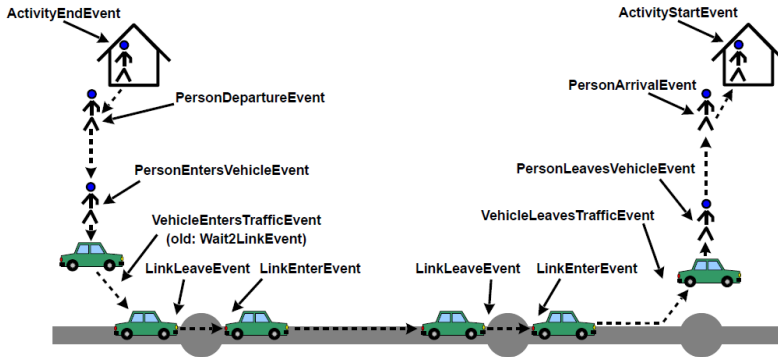 ActivityEndEvent
ActivityStartEvent
PersonDepartureEvent
PersonArrivalEvent
PersonEntersVehicleEvent
PersonLeavesVehicleEvent
VehicleEntersTrafficEvent
(old: Wait2LinkEvent)
VehicleLeavesTrafficEvent
LinkLeaveEvent
LinkEnterEvent
LinkLeaveEvent
LinkEnterEvent